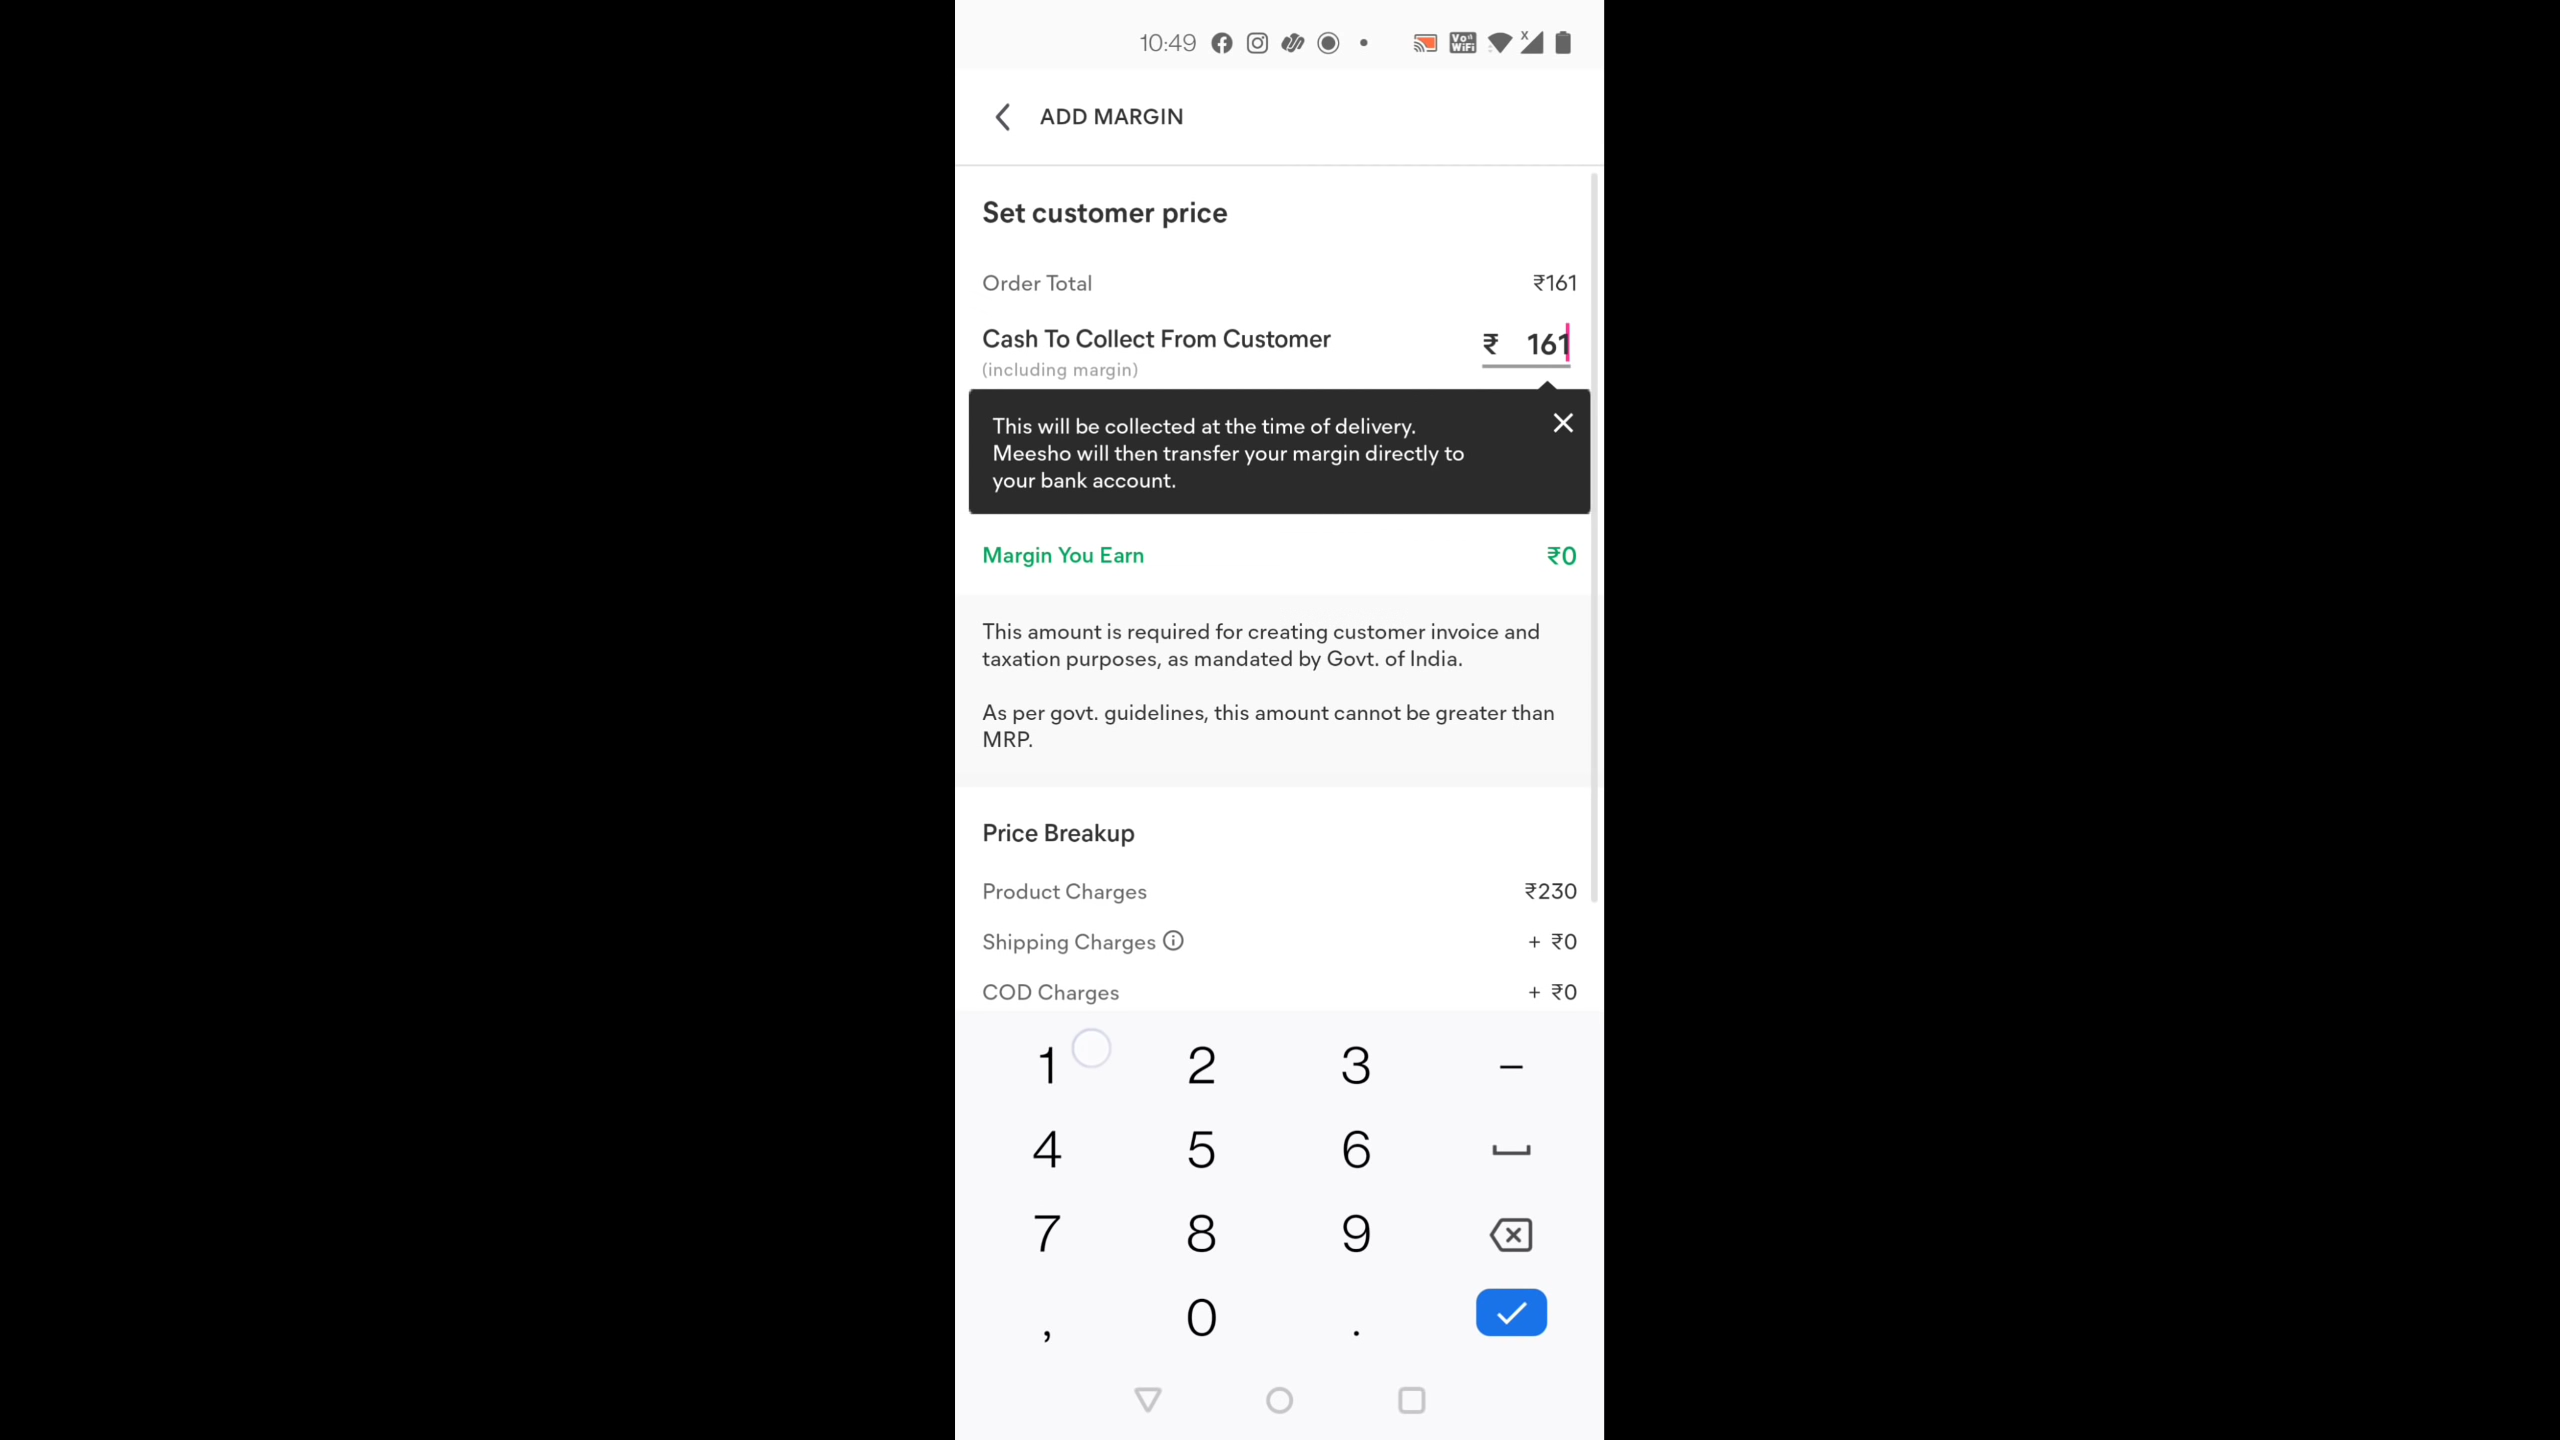 10:49
Vo
WiFi
X
ADD MARGIN
Set customer price
Order Total ₹161
Cash To Collect From Customer ₹ 161
(including margin)
This will be collected at the time of delivery.
Meesho will then transfer your margin directly to
your bank account.
Margin You Earn ₹0
This amount is required for creating customer invoice and
taxation purposes, as mandated by Govt. of India.
As per govt. guidelines, this amount cannot be greater than
MRP.
Price Breakup
Product Charges ₹230
Shipping Charges + ₹0
COD Charges + ₹0
1 2 3 –
4 5 6
7 8 9
, 0 .